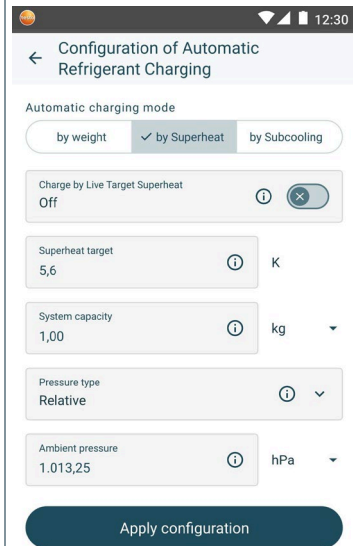 testo
12:30
Configuration of Automatic
Refrigerant Charging
Automatic charging mode
by weight
by Superheat
by Subcooling
Charge by Live Target Superheat
Off
Superheat target
5,6
K
System capacity
1,00
kg
Pressure type
Relative
Ambient pressure
1.013,25
hPa
Apply configuration